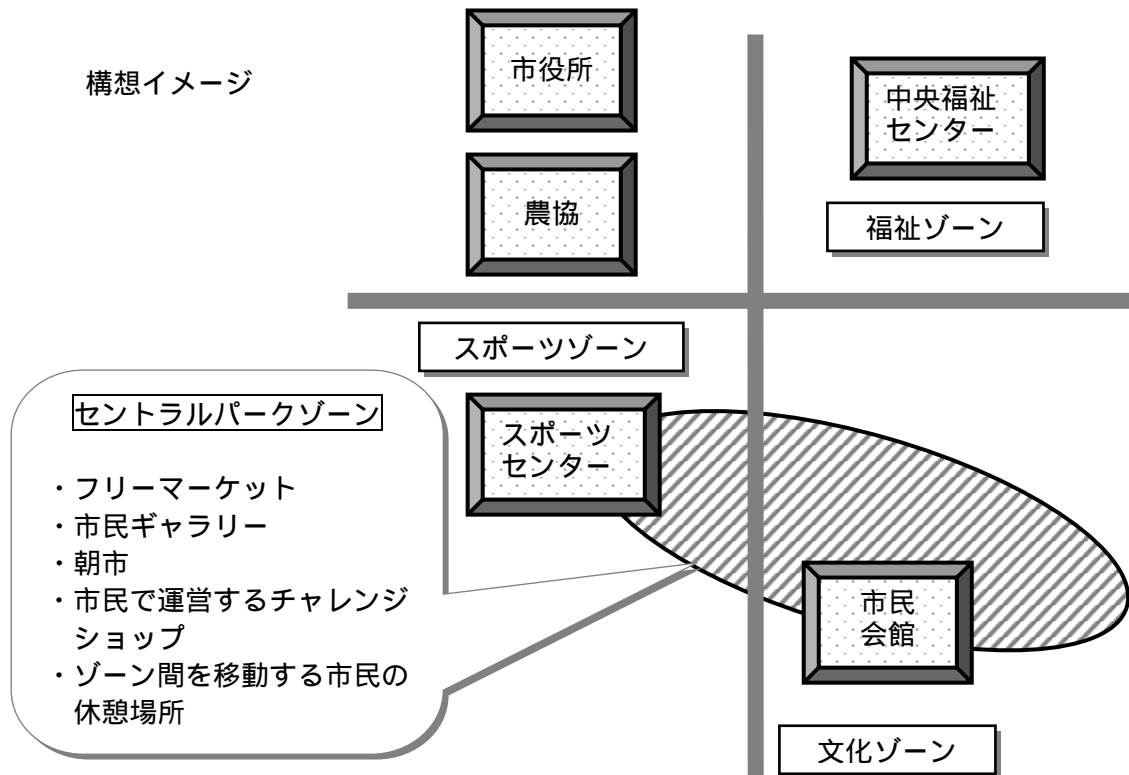 構想イメージ
市役所
農協
中央福祉
センター
福祉ゾーン
スポーツゾーン
スポーツ
センター
セントラルパークゾーン
・フリーマーケット
・市民ギャラリー
・朝市
・市民で運営するチャレンジ
ショップ
・ゾーン間を移動する市民の
休憩場所
市民
会館
文化ゾーン